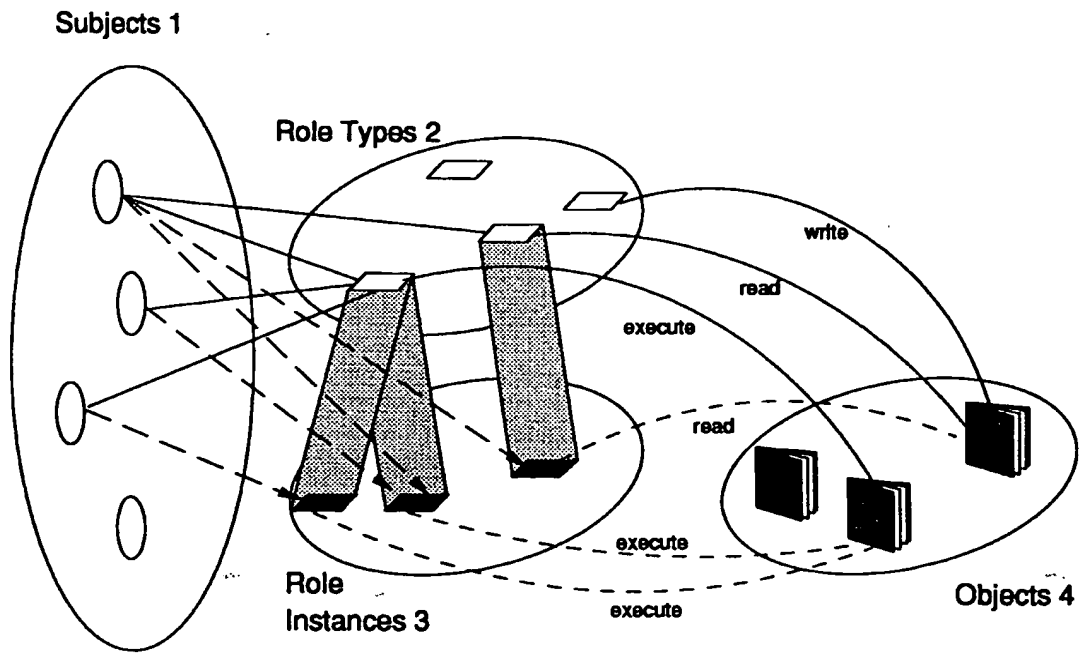 Subjects 1
Role Types 2
write
read
execute
read
execute
execute
Role
Instances 3
Objects 4